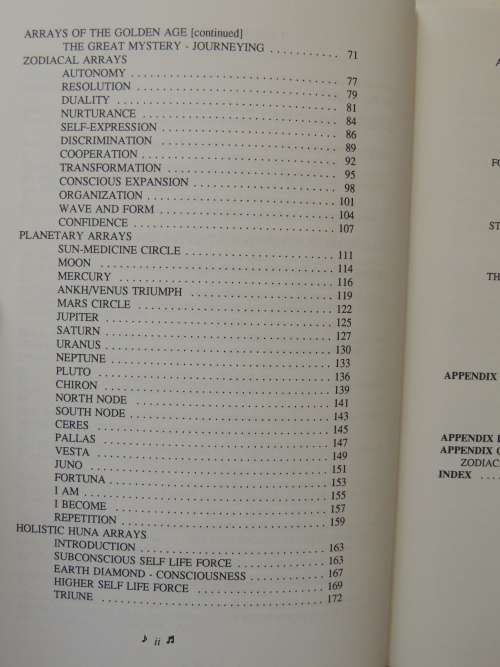 ARRAYS OF THE GOLDEN AGE [continued]
THE GREAT MYSTERY - JOURNEYING . . . . . . . . . . 71
ZODIACAL ARRAYS
AUTONOMY . . . . . . . . . . 77
RESOLUTION . . . . . . . . . . 79
DUALITY . . . . . . . . . . 81
NURTURANCE . . . . . . . . . . 84
SELF-EXPRESSION . . . . . . . . . . 86
DISCRIMINATION . . . . . . . . . . 89
COOPERATION . . . . . . . . . . 92
TRANSFORMATION . . . . . . . . . . 95
CONSCIOUS EXPANSION . . . . . . . . . . 98
ORGANIZATION . . . . . . . . . . 101
WAVE AND FORM . . . . . . . . . . 104
CONFIDENCE . . . . . . . . . . 107
PLANETARY ARRAYS
SUN-MEDICINE CIRCLE . . . . . . . . . . 111
MOON . . . . . . . . . . 114
MERCURY . . . . . . . . . . 116
ANKH/VENUS TRIUMPH . . . . . . . . . . 119
MARS CIRCLE . . . . . . . . . . 122
JUPITER . . . . . . . . . . 125
SATURN . . . . . . . . . . 127
URANUS . . . . . . . . . . 130
NEPTUNE . . . . . . . . . . 133
PLUTO . . . . . . . . . . 136
CHIRON . . . . . . . . . . 139
NORTH NODE . . . . . . . . . . 141
SOUTH NODE . . . . . . . . . . 143
CERES . . . . . . . . . . 145
PALLAS . . . . . . . . . . 147
VESTA . . . . . . . . . . 149
JUNO . . . . . . . . . . 151
FORTUNA . . . . . . . . . . 153
I AM . . . . . . . . . . 155
I BECOME . . . . . . . . . . 157
REPETITION . . . . . . . . . . 159
HOLISTIC HUNA ARRAYS
INTRODUCTION . . . . . . . . . . 163
SUBCONSCIOUS SELF LIFE FORCE . . . . . . . . . . 163
EARTH DIAMOND - CONSCIOUSNESS . . . . . . . . . . 167
HIGHER SELF LIFE FORCE . . . . . . . . . . 169
TRIUNE . . . . . . . . . . 172
♪ ii ♬
A
FO
ST
TH
APPENDIX
APPENDIX
APPENDIX
ZODIAC
INDEX . . . .